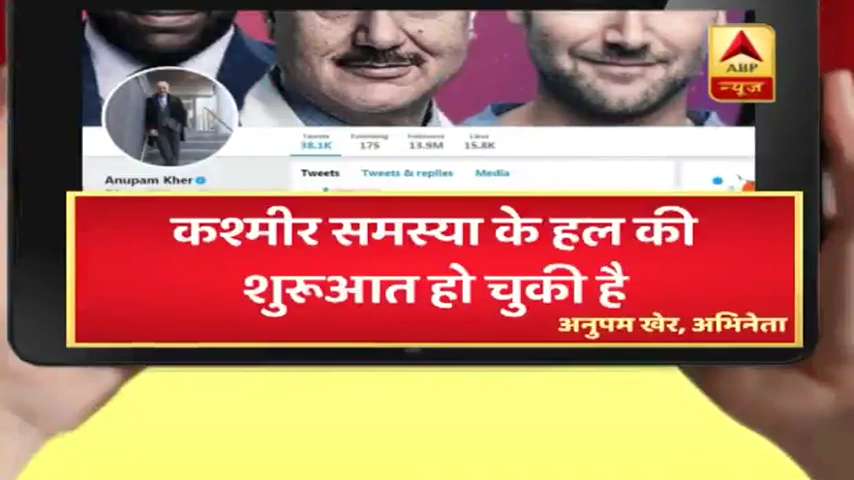 ABP
न्यूज़
Tweets Following Followers Likes
38.1K 175 13.9M 15.8K
Anupam Kher
Tweets Tweets & replies Media
कश्मीर समस्या के हल की
शुरूआत हो चुकी है
अनुपम खेर, अभिनेता